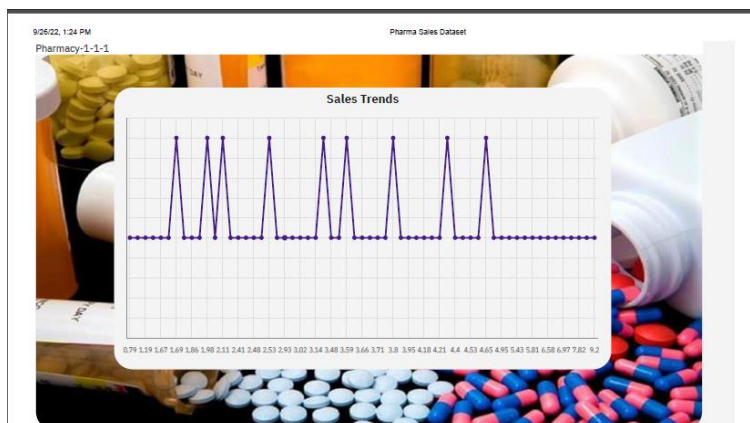 9/26/22, 1:24 PM Pharma Sales Dataset
Pharmacy-1-1-1
Sales Trends
0.79 1.19 1.67 1.69 1.86 1.98 2.11 2.41 2.48 2.53 2.93 3.02 3.14 3.48 3.59 3.66 3.71 3.8 3.95 4.18 4.21 4.4 4.53 4.65 4.95 5.43 5.81 6.58 6.97 7.82 9.2
DAY
DAY